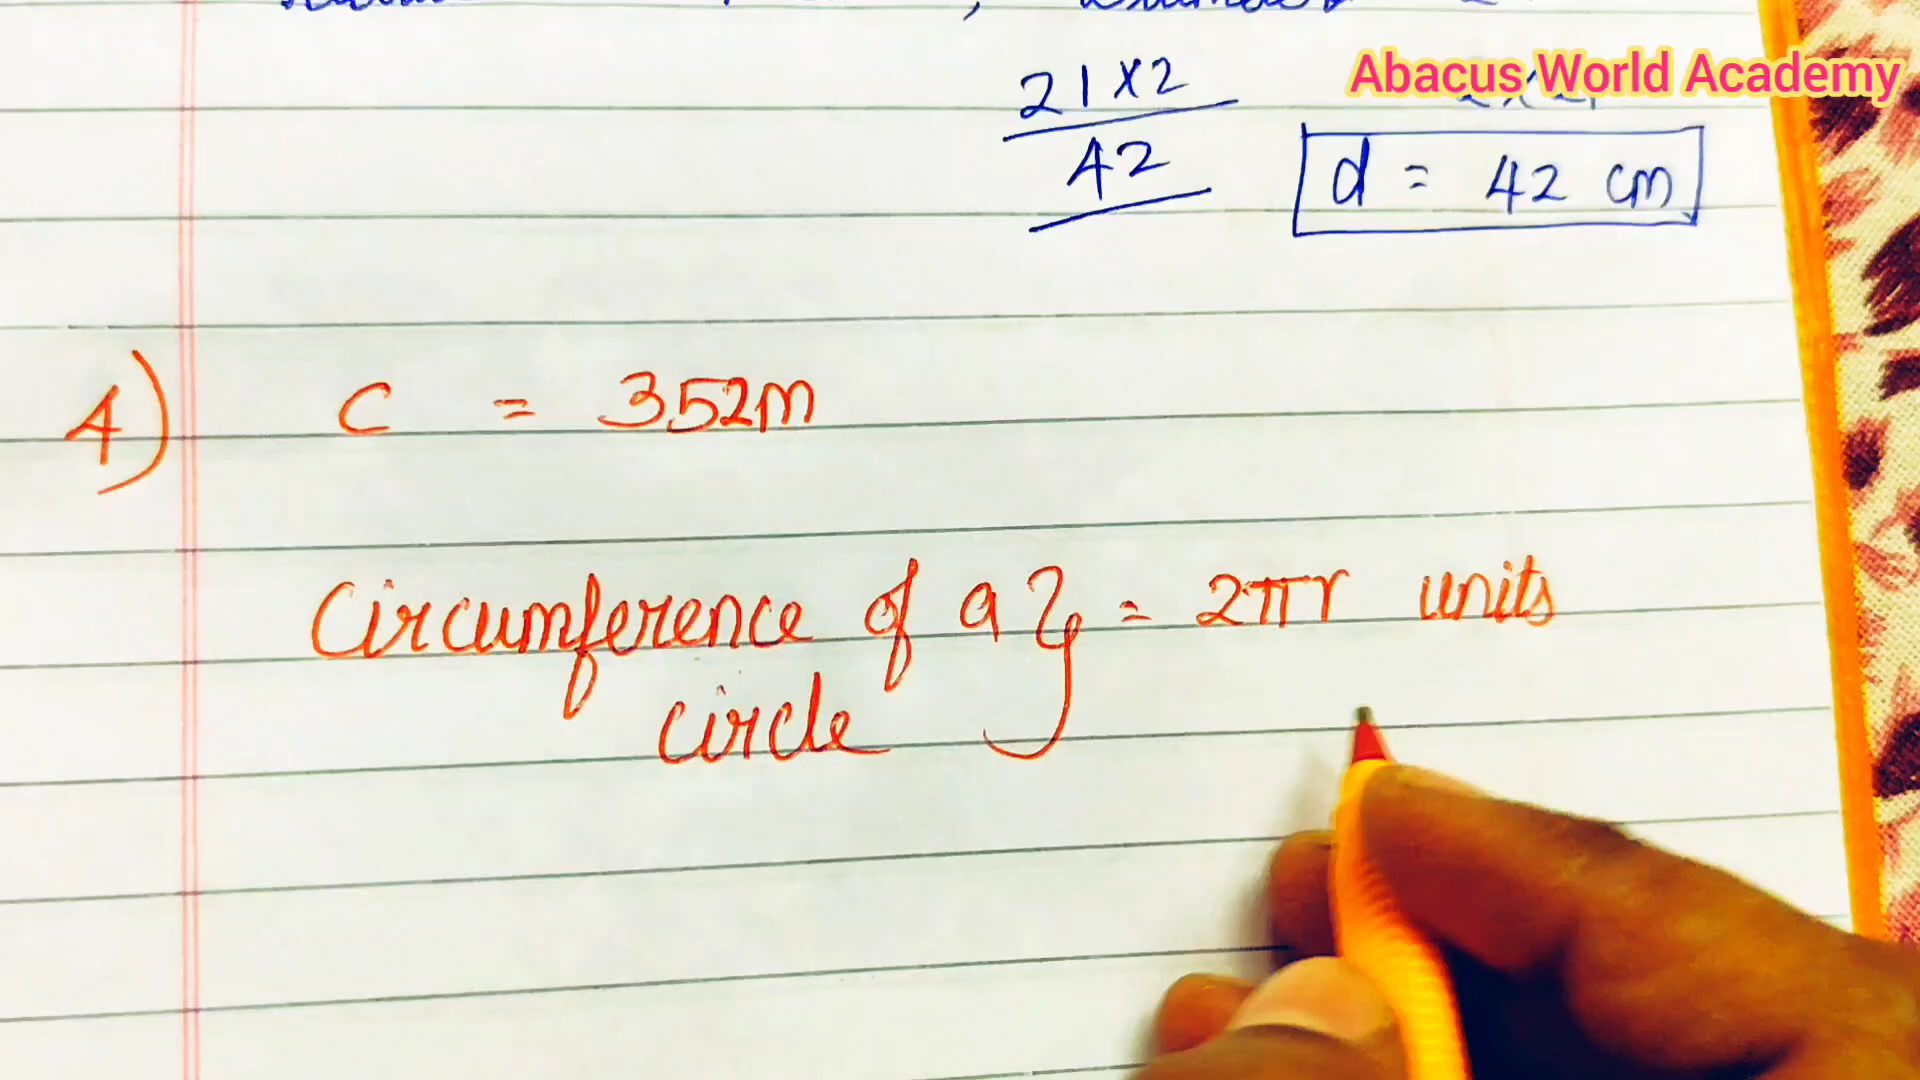 Abacus World Academy
21 x 2
42
d = 42 cm
4) C = 352m
Circumference of a } = 2πr units
circle